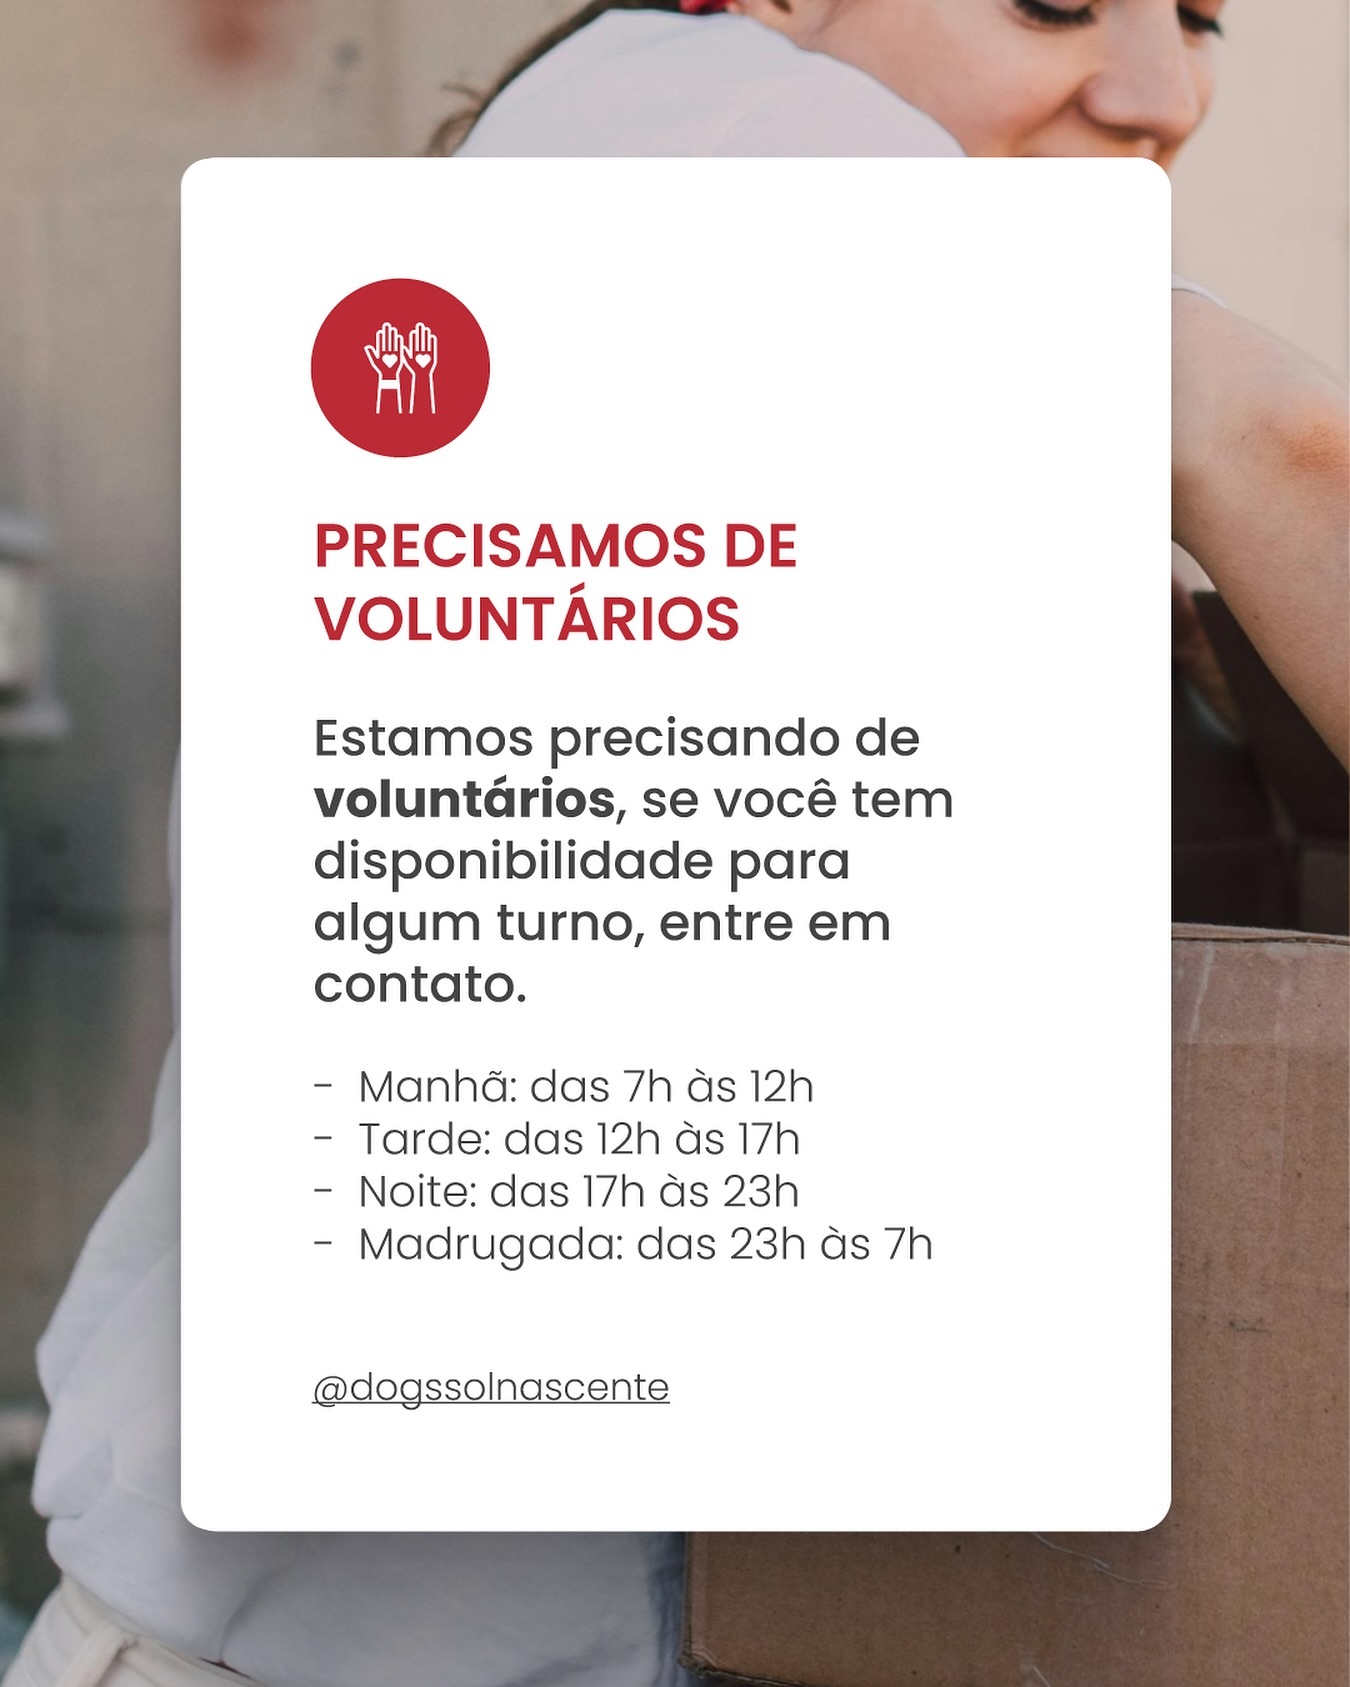 PRECISAMOS DE
VOLUNTÁRIOS
Estamos precisando de
voluntários, se você tem
disponibilidade para
algum turno, entre em
contato.
- Manhã: das 7h às 12h
- Tarde: das 12h às 17h
- Noite: das 17h às 23h
- Madrugada: das 23h às 7h
@dogssolnascente